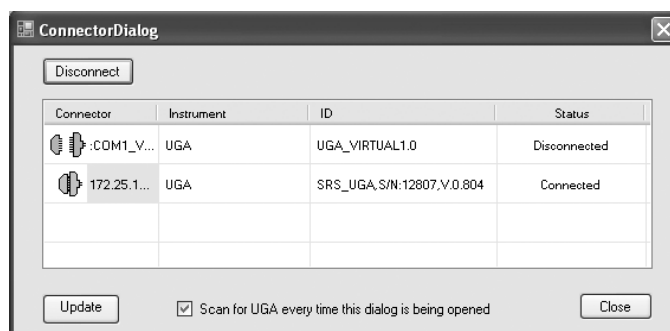 ConnectorDialog
Disconnect
Connector Instrument ID Status
:COM1_V... UGA UGA_VIRTUAL1.0 Disconnected
172.25.1... UGA SRS_UGA,S/N:12807,V.0.804 Connected
Update Scan for UGA every time this dialog is being opened Close